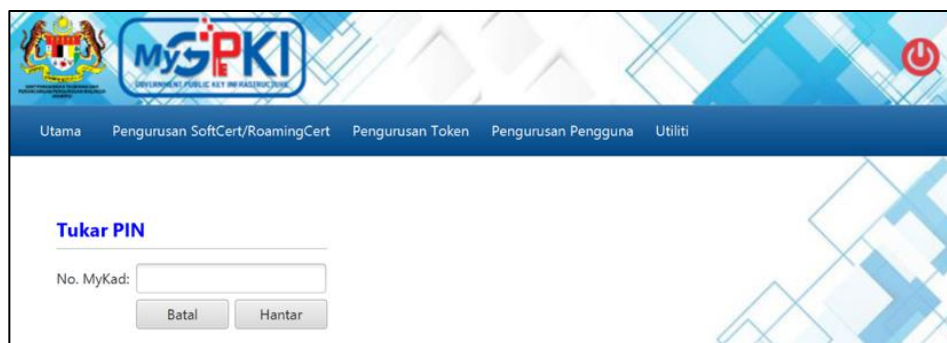 MyGPKI
GOVERNMENT PUBLIC KEY INFRASTRUCTURE
Utama Pengurusan SoftCert/RoamingCert Pengurusan Token Pengurusan Pengguna Utiliti
Tukar PIN
No. MyKad:
Batal Hantar